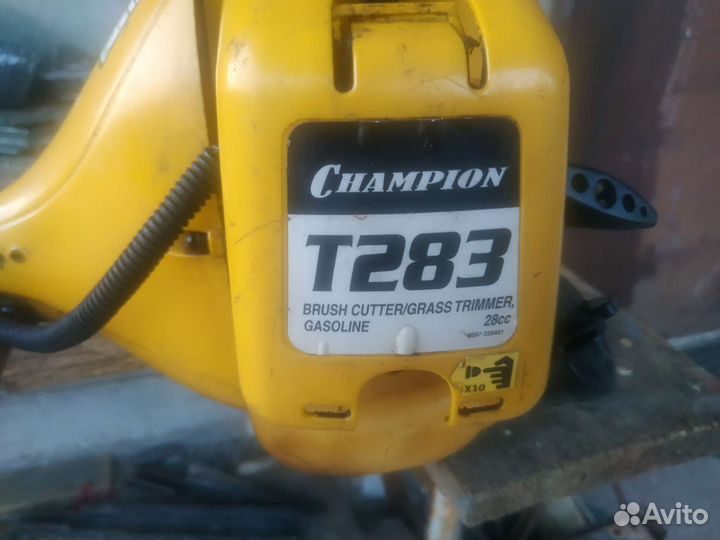 CHAMPION
T283
BRUSH CUTTER/GRASS TRIMMER,
GASOLINE 28cc
X10
Avito